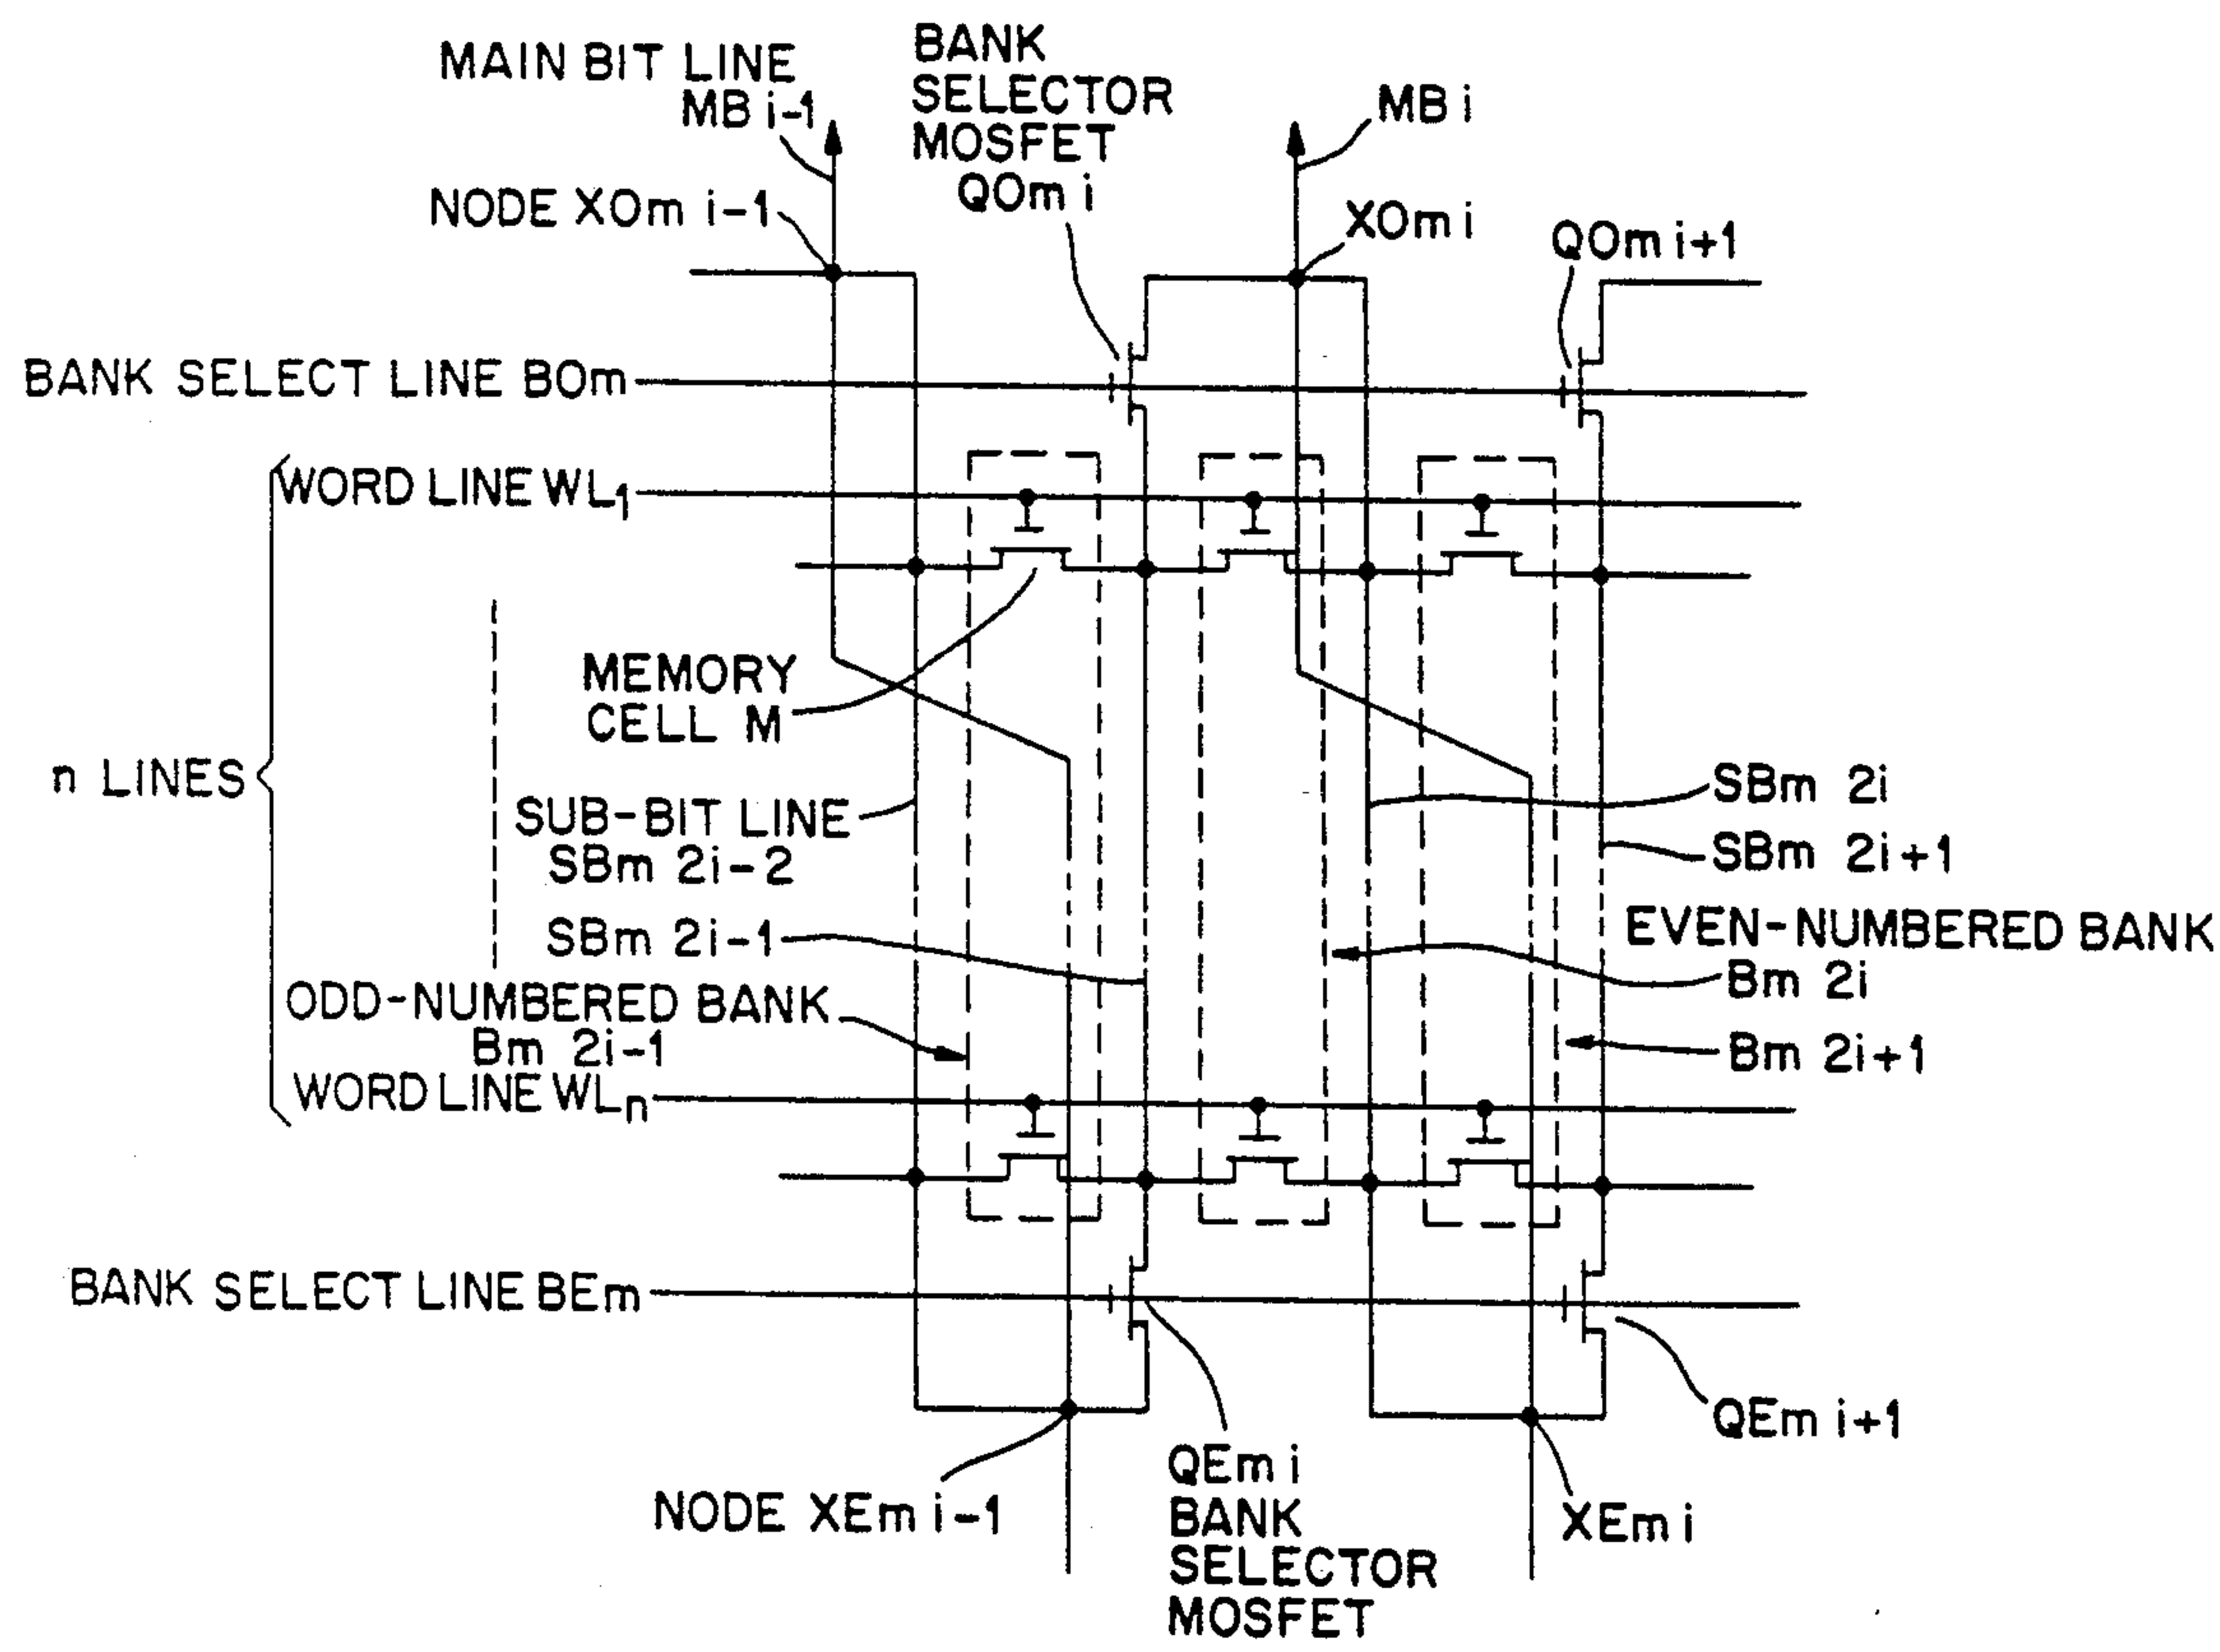 MAIN BIT LINE
MB i-1
BANK
SELECTOR
MOSFET
QOm i
MB i
NODE XOm i-1
XOm i
QOm i+1
BANK SELECT LINE BOm
WORD LINE WL1
MEMORY
CELL M
n LINES
SUB-BIT LINE
SBm 2i-2
SBm 2i
SBm 2i+1
SBm 2i-1
EVEN-NUMBERED BANK
Bm 2i
ODD-NUMBERED BANK
Bm 2i-1
Bm 2i+1
WORD LINE WLn
BANK SELECT LINE BEm
QEm i+1
NODE XEm i-1
QEm i
BANK
SELECTOR
MOSFET
XEm i